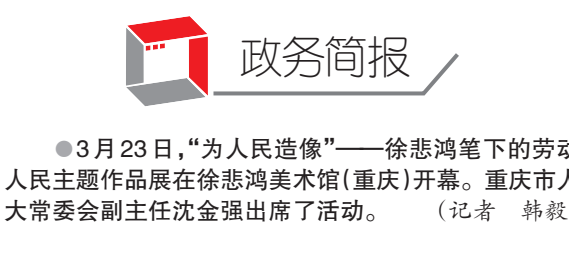 政务简报
●3月23日，“为人民造像”——徐悲鸿笔下的劳动
人民主题作品展在徐悲鸿美术馆（重庆）开幕。重庆市人
大常委会副主任沈金强出席了活动。 （记者 韩毅